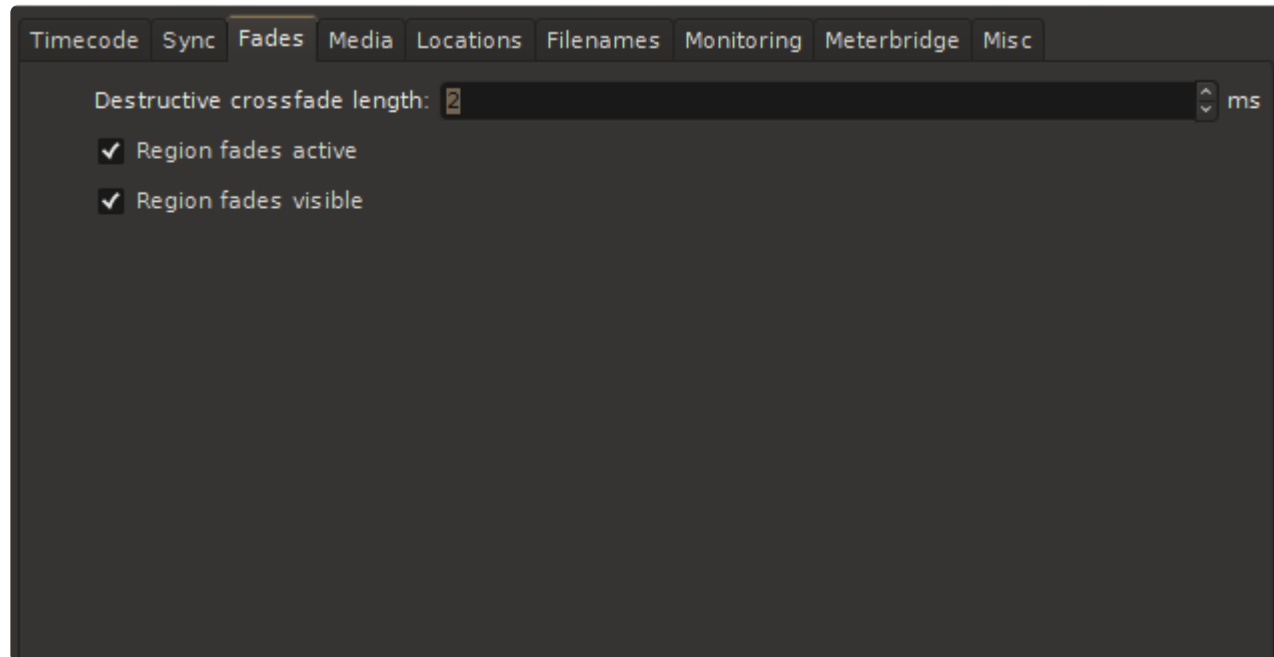 Timecode Sync Fades Media Locations Filenames Monitoring Meterbridge Misc
Destructive crossfade length: 2 ms
Region fades active
Region fades visible